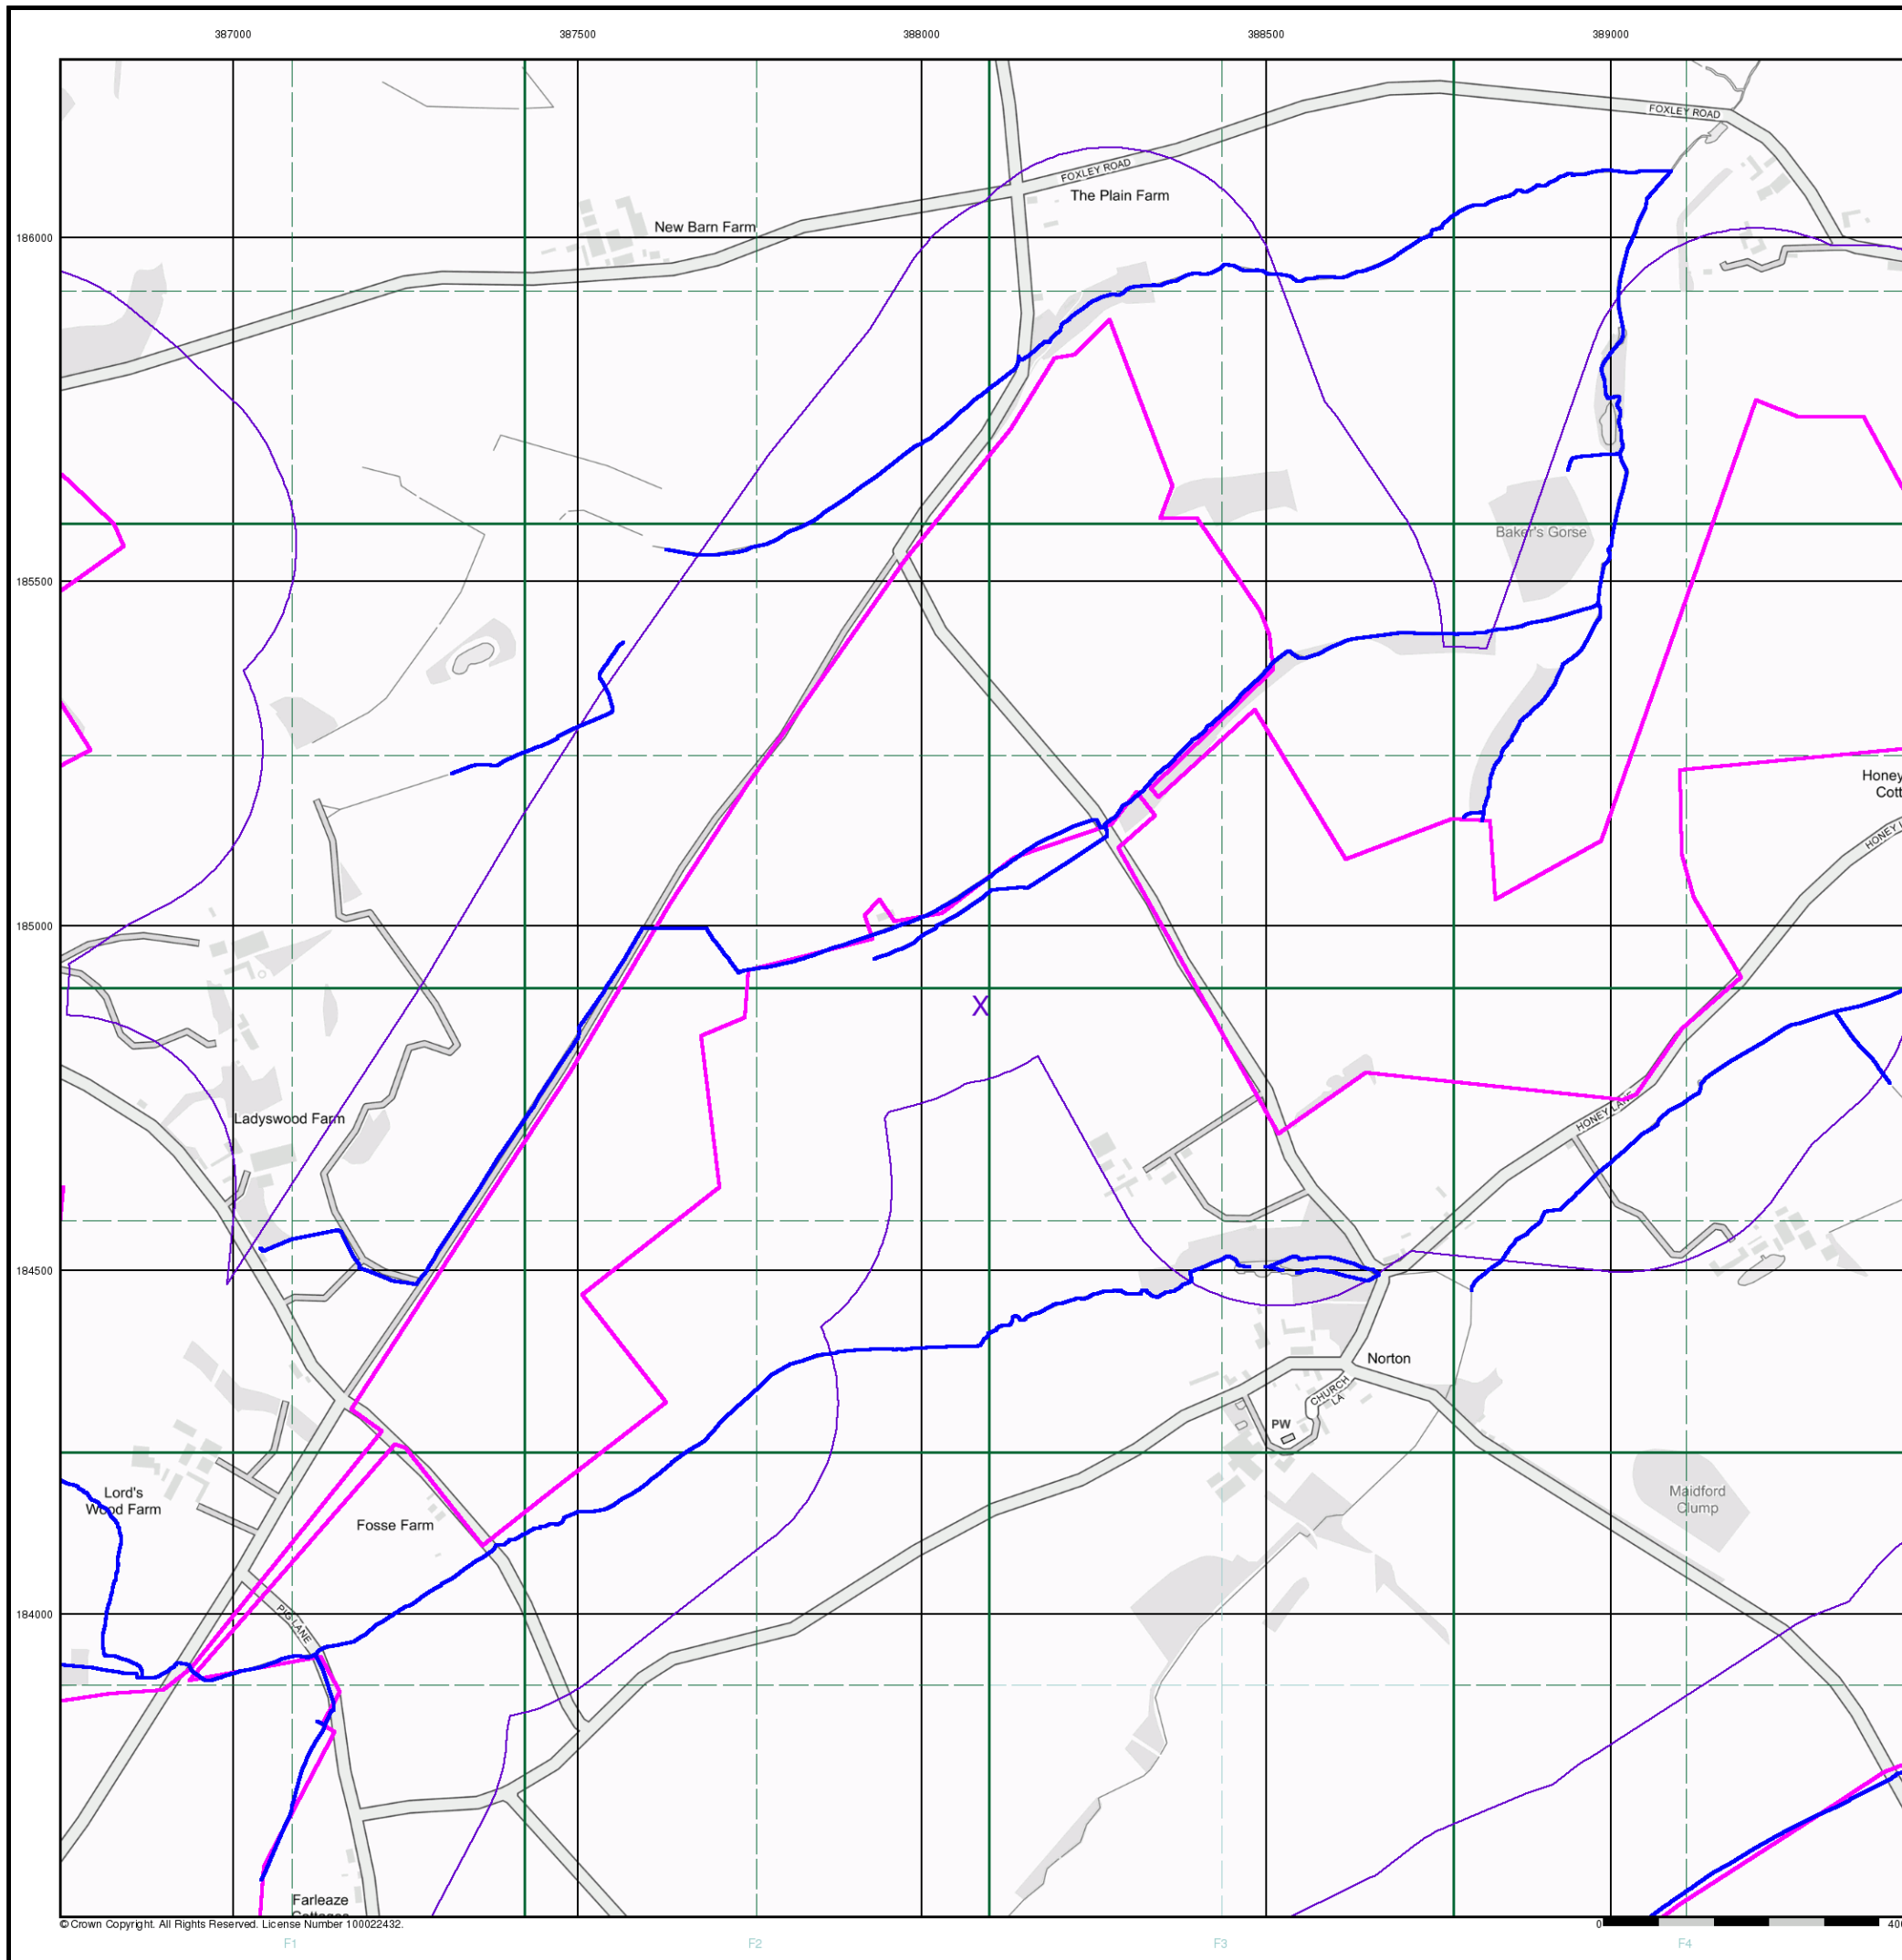 387000 387500 388000 388500 389000
FOXLEY ROAD
FOXLEY ROAD
The Plain Farm
New Barn Farm
186000
Baker's Gorse
185500
Honey
Cott
HONEY
185000
X
Ladyswood Farm
HONEY LANE
184500
Norton
CHURCH
LA
PW
Lord's
Wood Farm
Fosse Farm
Maidford
Clump
184000
PIG LANE
Farleaze
Cottages
© Crown Copyright. All Rights Reserved. License Number 100022432.
0 400
F1 F2 F3 F4